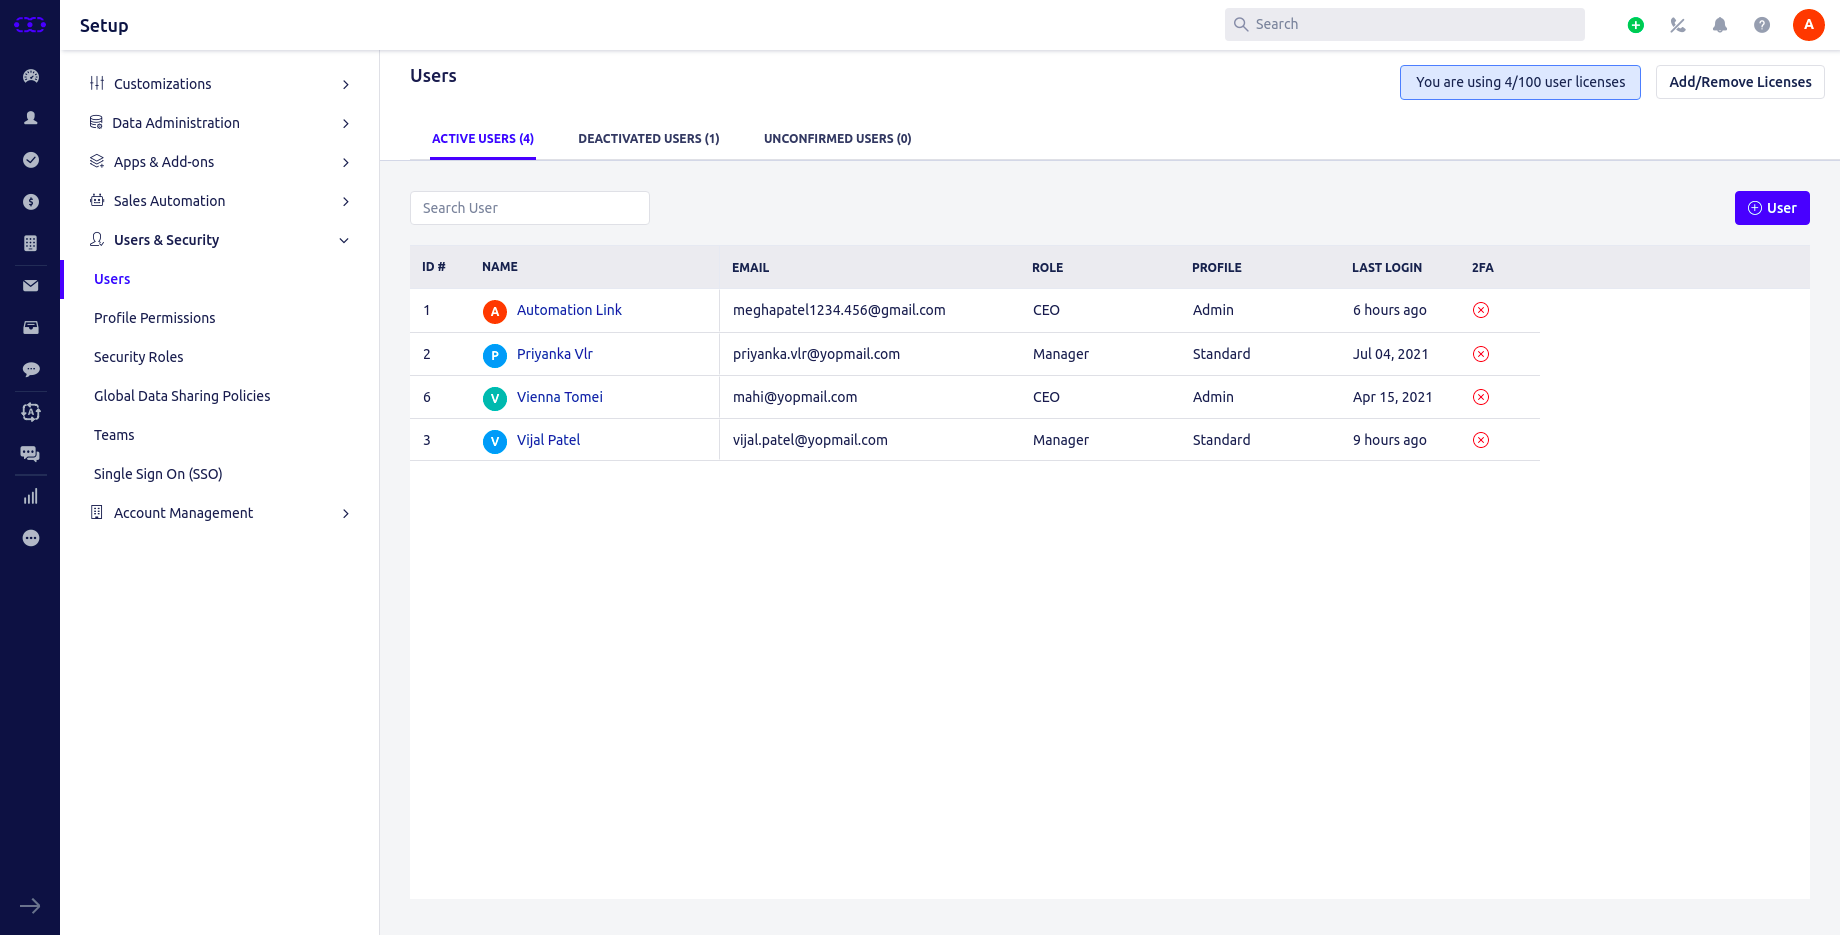 Setup
Search
A
Customizations
Data Administration
Apps & Add-ons
Sales Automation
Users & Security
Users
Profile Permissions
Security Roles
Global Data Sharing Policies
Teams
Single Sign On (SSO)
Account Management
Users
You are using 4/100 user licenses
Add/Remove Licenses
ACTIVE USERS (4) DEACTIVATED USERS (1) UNCONFIRMED USERS (0)
Search User
User
ID # NAME EMAIL ROLE PROFILE LAST LOGIN 2FA
1 A Automation Link meghapatel1234.456@gmail.com CEO Admin 6 hours ago
2 P Priyanka Vlr priyanka.vlr@yopmail.com Manager Standard Jul 04, 2021
6 V Vienna Tomei mahi@yopmail.com CEO Admin Apr 15, 2021
3 V Vijal Patel vijal.patel@yopmail.com Manager Standard 9 hours ago